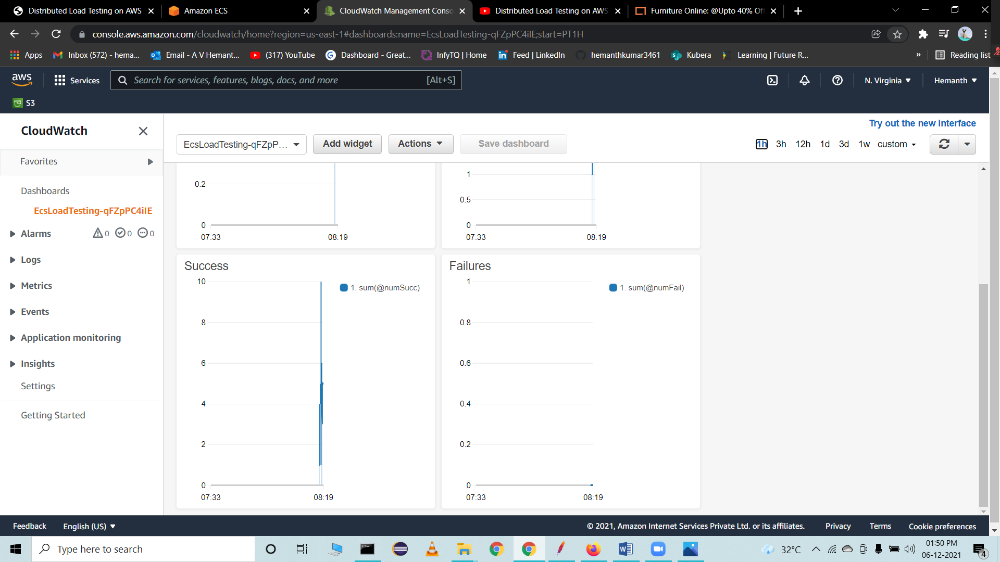 Distributed Load Testing on AWS
Amazon ECS
CloudWatch Management Conso
Distributed Load Testing on AWS
Furniture Online: @Upto 40% Off
console.aws.amazon.com/cloudwatch/home?region=us-east-1#dashboards:name=EcsLoadTesting-qFZpPC4iIE;start=PT1H
Apps
Inbox (572) - hema...
Email - A V Hemant...
(317) YouTube
Dashboard - Great...
InfyTQ | Home
Feed | LinkedIn
hemanthkumar3461
Kubera
Learning | Future R...
»
Reading list
aws
Services
Search for services, features, blogs, docs, and more
[Alt+S]
N. Virginia
Hemanth
S3
CloudWatch
Favorites
Dashboards
EcsLoadTesting-qFZpPC4iIE
Alarms
0
0
0
Logs
Metrics
Events
Application monitoring
Insights
Settings
Getting Started
Try out the new interface
EcsLoadTesting-qFZpP...
Add widget
Actions
Save dashboard
1h
3h
12h
1d
3d
1w
custom
0.2
0
07:33
08:19
1
0.5
0
07:33
08:19
Success
10
8
6
4
2
0
07:33
08:19
1. sum(@numSucc)
Failures
1
0.8
0.6
0.4
0.2
0
07:33
08:19
1. sum(@numFail)
Feedback
English (US)
© 2021, Amazon Internet Services Private Ltd. or its affiliates.
Privacy
Terms
Cookie preferences
Type here to search
32°C
01:50 PM
06-12-2021
4